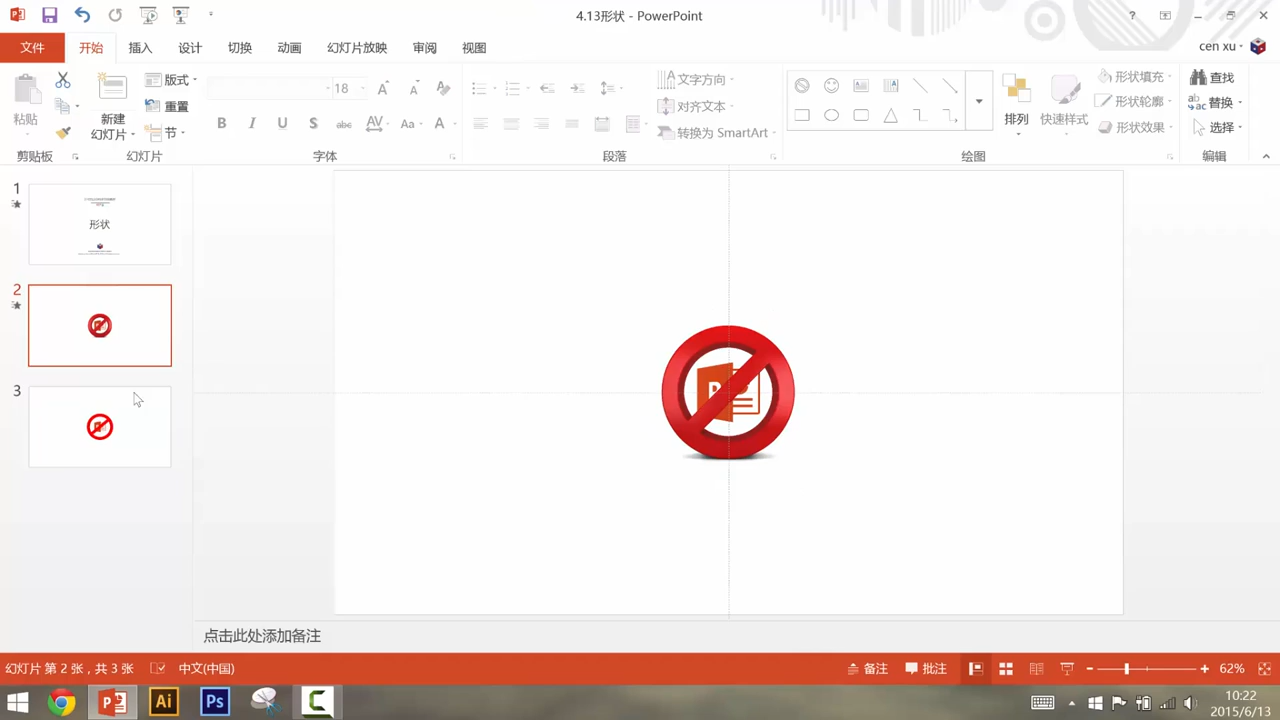 4.13形状 - PowerPoint
?
文件 开始 插入 设计 切换 动画 幻灯片放映 审阅 视图 cen xu
粘贴 新建 幻灯片 版式 重置 节 18 文字方向 对齐文本 转换为 SmartArt 排列 快速样式 形状填充 形状轮廓 形状效果 查找 替换 选择
B I U S abc AV Aa A
剪贴板 幻灯片 字体 段落 绘图 编辑
1
形状
2
3
点击此处添加备注
幻灯片 第 2 张，共 3 张 中文(中国) 备注 批注 62%
Ai Ps
10:22
2015/6/13